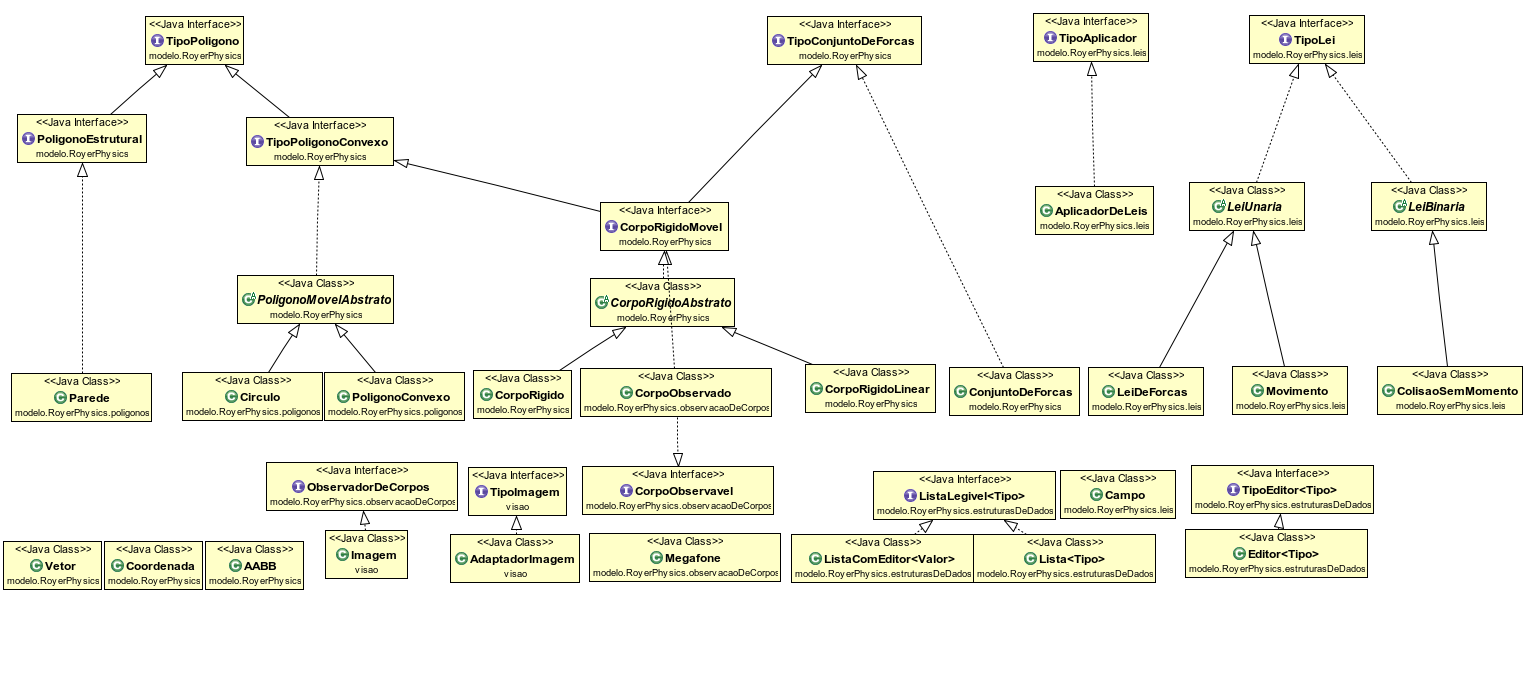 <<Java Interface>>
TipoPoligono
modelo.RoyerPhysics
<<Java Interface>>
TipoConjuntoDeForcas
modelo.RoyerPhysics
<<Java Interface>>
TipoAplicador
modelo.RoyerPhysics.leis
<<Java Interface>>
TipoLei
modelo.RoyerPhysics.leis
<<Java Interface>>
PoligonoEstrutural
modelo.RoyerPhysics
<<Java Interface>>
TipoPoligonoConvexo
modelo.RoyerPhysics
<<Java Interface>>
CorpoRigidoMovel
modelo.RoyerPhysics
<<Java Class>>
AplicadorDeLeis
modelo.RoyerPhysics.leis
<<Java Class>>
LeiUnaria
modelo.RoyerPhysics.leis
<<Java Class>>
LeiBinaria
modelo.RoyerPhysics.leis
<<Java Class>>
PoligonoMovelAbstrato
modelo.RoyerPhysics
<<Java Class>>
CorpoRigidoAbstrato
modelo.RoyerPhysics
<<Java Class>>
Parede
modelo.RoyerPhysics.poligonos
<<Java Class>>
Circulo
modelo.RoyerPhysics.poligonos
<<Java Class>>
PoligonoConvexo
modelo.RoyerPhysics.poligonos
<<Java Class>>
CorpoRigido
modelo.RoyerPhysics
<<Java Class>>
CorpoObservado
modelo.RoyerPhysics.observacaoDeCorpos
<<Java Class>>
CorpoRigidoLinear
modelo.RoyerPhysics
<<Java Class>>
ConjuntoDeForcas
modelo.RoyerPhysics
<<Java Class>>
LeiDeForcas
modelo.RoyerPhysics.leis
<<Java Class>>
Movimento
modelo.RoyerPhysics.leis
<<Java Class>>
ColisaoSemMomento
modelo.RoyerPhysics.leis
<<Java Interface>>
ObservadorDeCorpos
modelo.RoyerPhysics.observacaoDeCorpos
<<Java Interface>>
TipoImagem
visao
<<Java Interface>>
CorpoObservavel
modelo.RoyerPhysics.observacaoDeCorpos
<<Java Interface>>
ListaLegivel<Tipo>
modelo.RoyerPhysics.estruturasDeDados
<<Java Class>>
Campo
modelo.RoyerPhysics.leis
<<Java Interface>>
TipoEditor<Tipo>
modelo.RoyerPhysics.estruturasDeDados
<<Java Class>>
Vetor
modelo.RoyerPhysics
<<Java Class>>
Coordenada
modelo.RoyerPhysics
<<Java Class>>
AABB
modelo.RoyerPhysics
<<Java Class>>
Imagem
visao
<<Java Class>>
AdaptadorImagem
visao
<<Java Class>>
Megafone
modelo.RoyerPhysics.observacaoDeCorpos
<<Java Class>>
ListaComEditor<Valor>
modelo.RoyerPhysics.estruturasDeDados
<<Java Class>>
Lista<Tipo>
modelo.RoyerPhysics.estruturasDeDados
<<Java Class>>
Editor<Tipo>
modelo.RoyerPhysics.estruturasDeDados